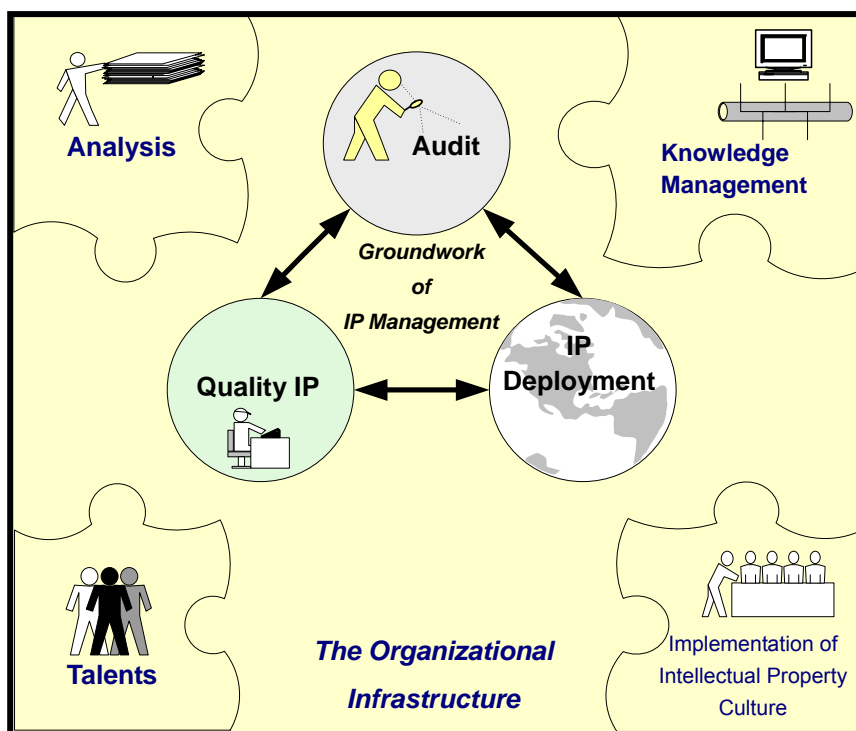 Analysis
Audit
Knowledge
Management
Groundwork
of
IP Management
Quality IP
IP
Deployment
Talents
The Organizational
Infrastructure
Implementation of
Intellectual Property
Culture